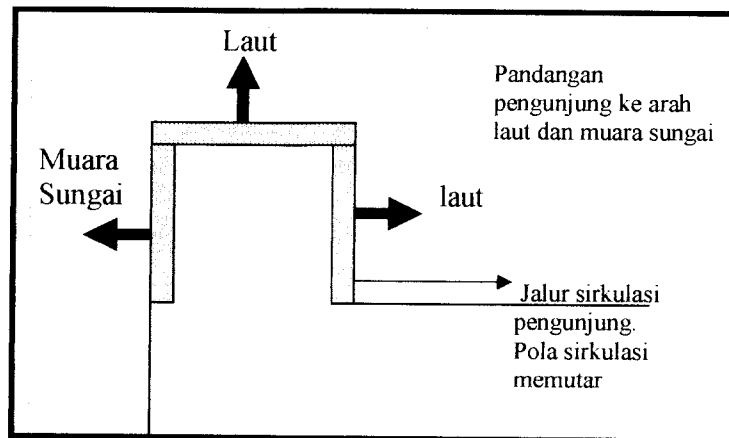 Laut
Pandangan
pengunjung ke arah
laut dan muara sungai
Muara
Sungai
laut
Jalur sirkulasi
pengunjung.
Pola sirkulasi
memutar